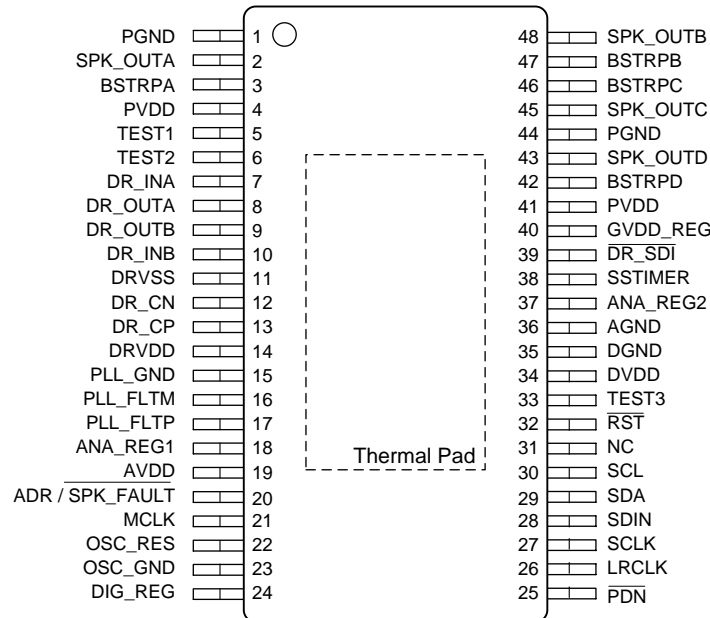 PGND 1 48 SPK_OUTB
SPK_OUTA 2 47 BSTRPB
BSTRPA 3 46 BSTRPC
PVDD 4 45 SPK_OUTC
TEST1 5 44 PGND
TEST2 6 43 SPK_OUTD
DR_INA 7 42 BSTRPD
DR_OUTA 8 41 PVDD
DR_OUTB 9 40 GVDD_REG
DR_INB 10 39 DR_SDI
DRVSS 11 38 SSTIMER
DR_CN 12 37 ANA_REG2
DR_CP 13 36 AGND
DRVDD 14 35 DGND
PLL_GND 15 34 DVDD
PLL_FLTM 16 33 TEST3
PLL_FLTP 17 32 RST
ANA_REG1 18 31 NC
Thermal Pad
AVDD 19 30 SCL
ADR / SPK_FAULT 20 29 SDA
MCLK 21 28 SDIN
OSC_RES 22 27 SCLK
OSC_GND 23 26 LRCLK
DIG_REG 24 25 PDN